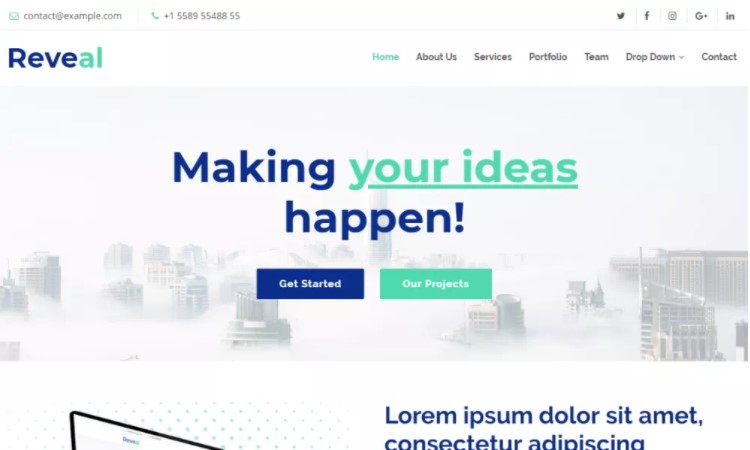 contact@example.com +1 5589 55488 55
Reveal
Home About Us Services Portfolio Team Drop Down Contact
Making your ideas
happen!
Get Started Our Projects
Reveal
Lorem ipsum dolor sit amet,
consectetur adipiscing